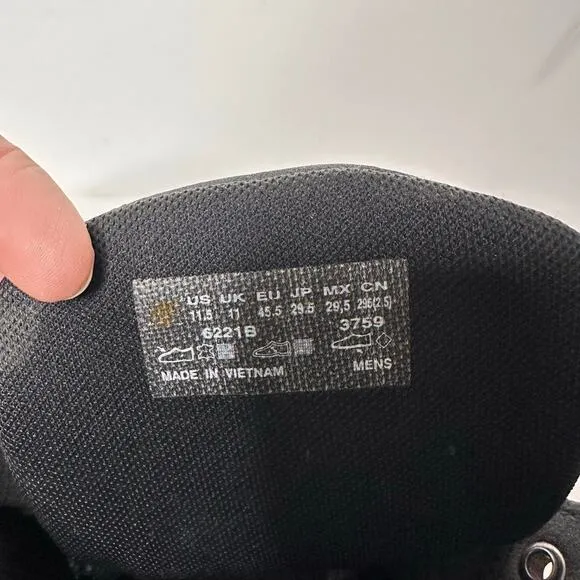 US UK EU JP MX CN
11.5 11 45.5 29.5 29,5 295(2.5)
6221B 3759
MADE IN VIETNAM MENS